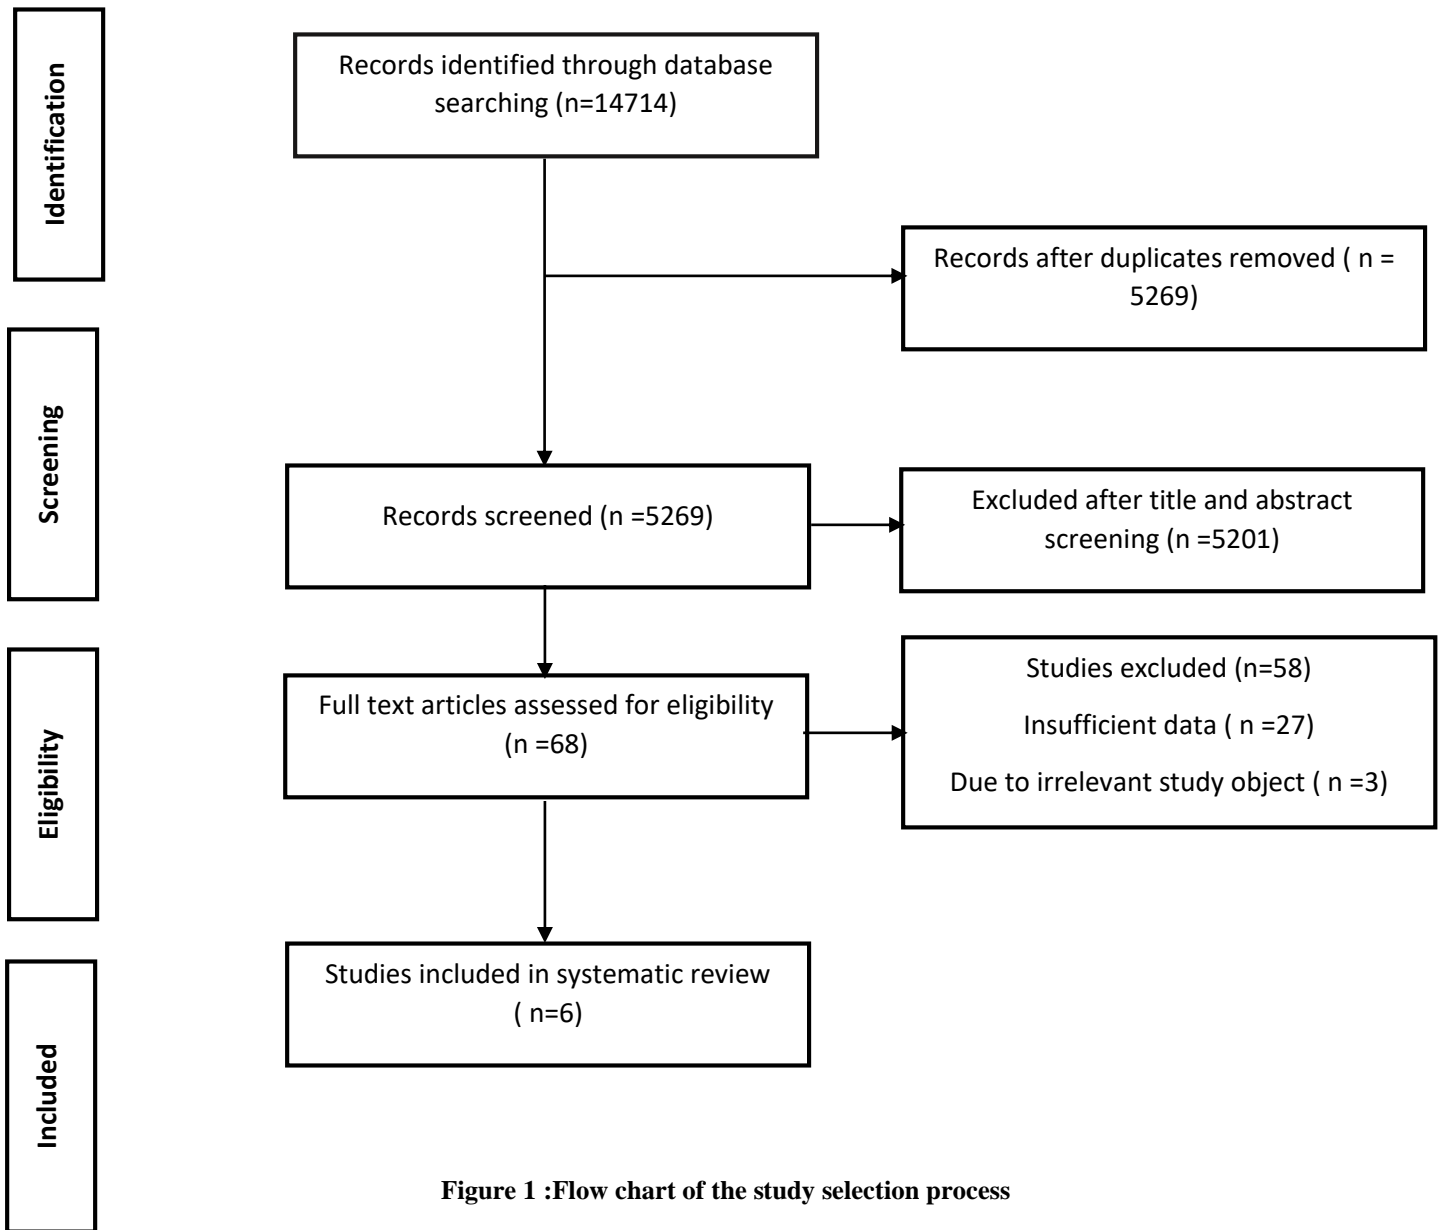 Identification
Records identified through database
searching (n=14714)
Records after duplicates removed ( n =
5269)
Screening
Records screened (n =5269)
Excluded after title and abstract
screening (n =5201)
Eligibility
Full text articles assessed for eligibility
(n =68)
Studies excluded (n=58)
Insufficient data ( n =27)
Due to irrelevant study object ( n =3)
Included
Studies included in systematic review
( n=6)
Figure 1 :Flow chart of the study selection process